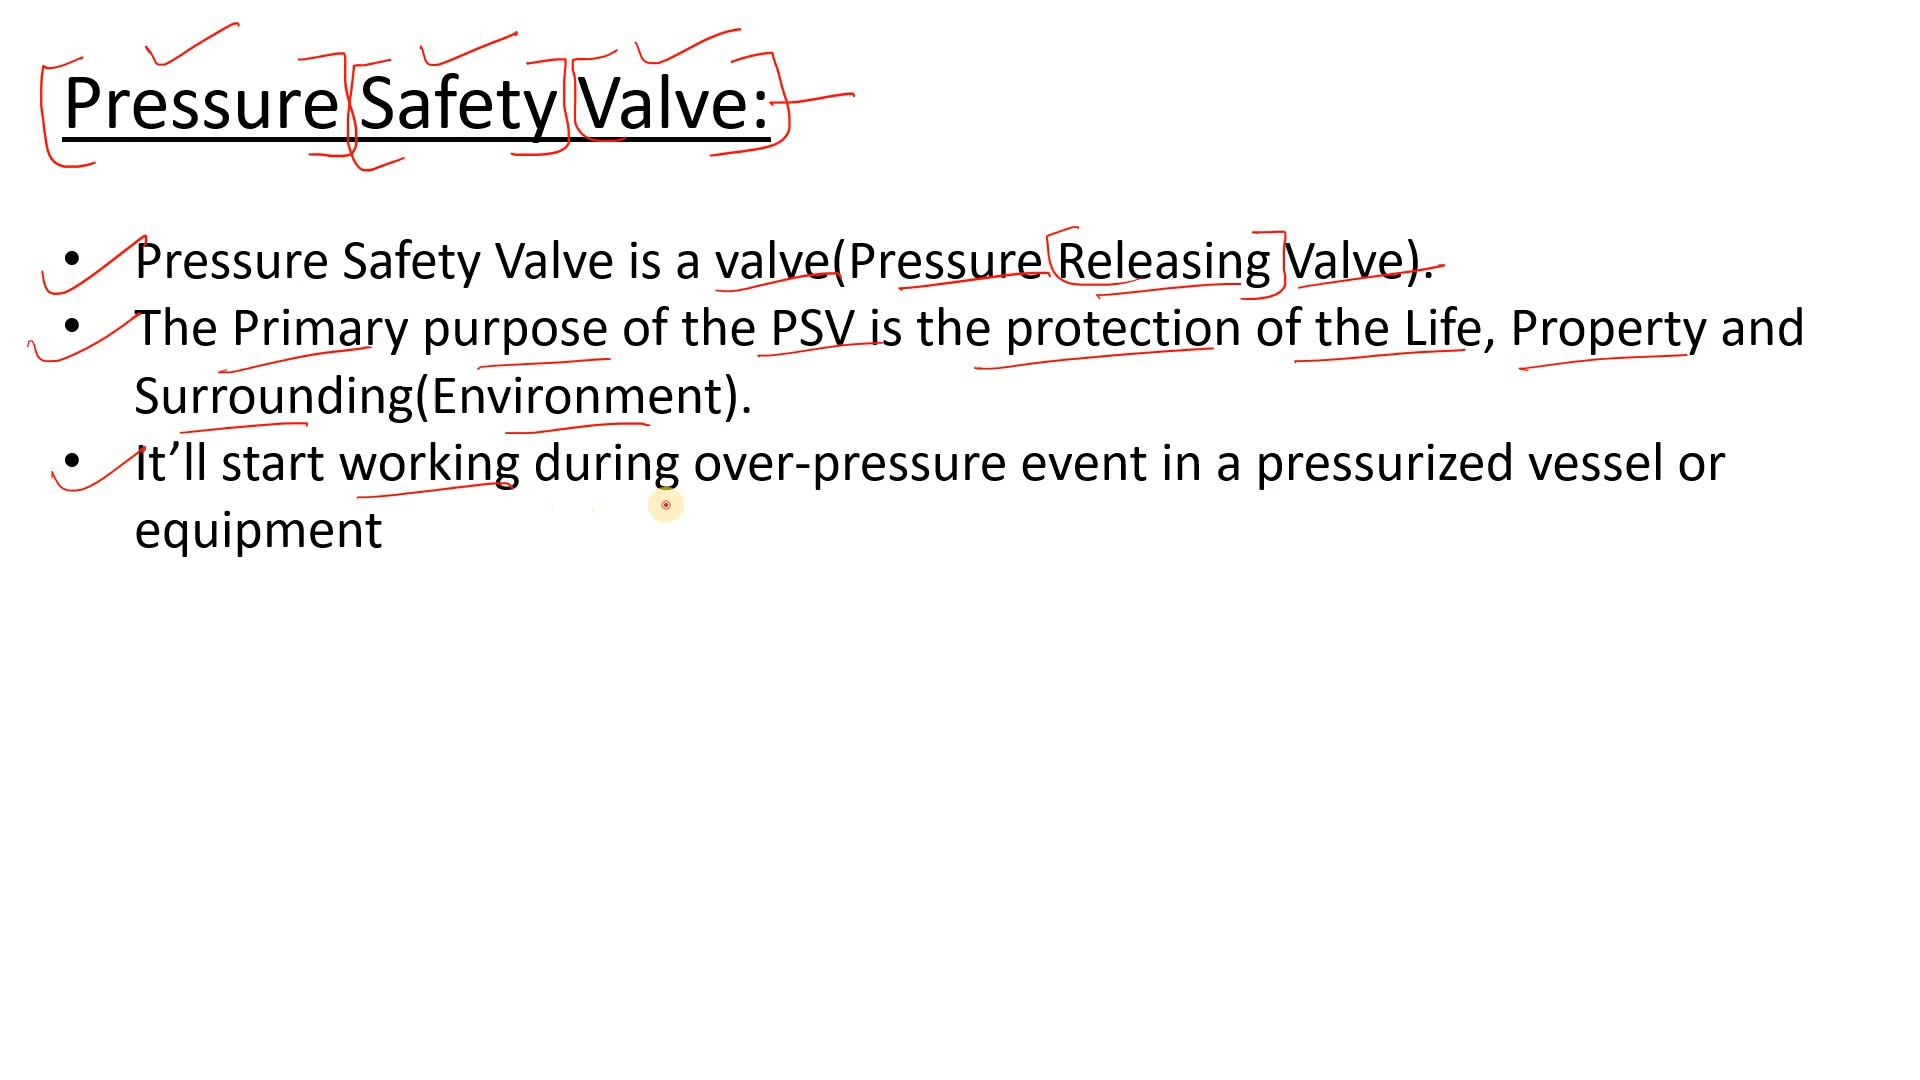 Pressure Safety Valve:
• Pressure Safety Valve is a valve(Pressure Releasing Valve).
• The Primary purpose of the PSV is the protection of the Life, Property and
Surrounding(Environment).
• It’ll start working during over-pressure event in a pressurized vessel or
equipment